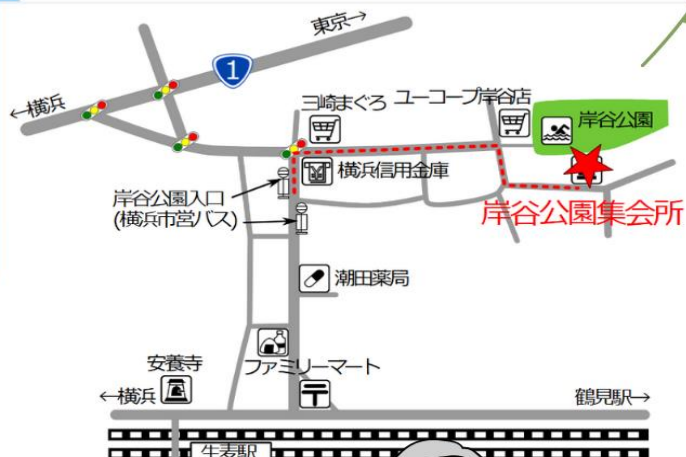 東京→
1
←横浜
三崎まぐろ
ユーコープ岸谷店
岸谷公園
横浜信用金庫
岸谷公園入口
(横浜市営バス)
岸谷公園集会所
潮田薬局
ファミリーマート
安養寺
←横浜
鶴見駅→
生麦駅